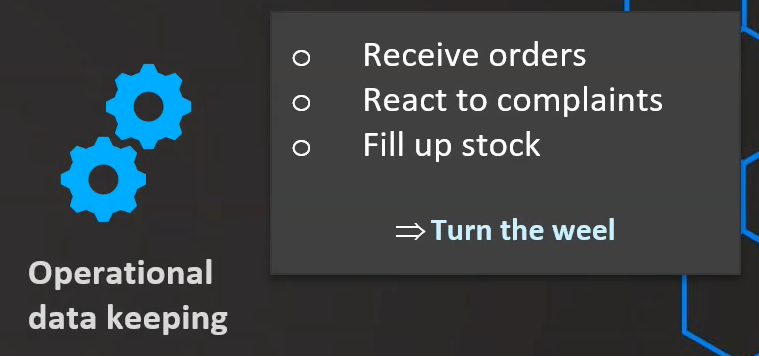 o Receive orders
o React to complaints
o Fill up stock
⇒ Turn the weel
Operational
data keeping